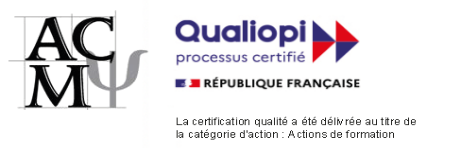 AC
MΨ
Qualiopi
processus certifié
RÉPUBLIQUE FRANÇAISE
La certification qualité a été délivrée au titre de
la catégorie d'action : Actions de formation